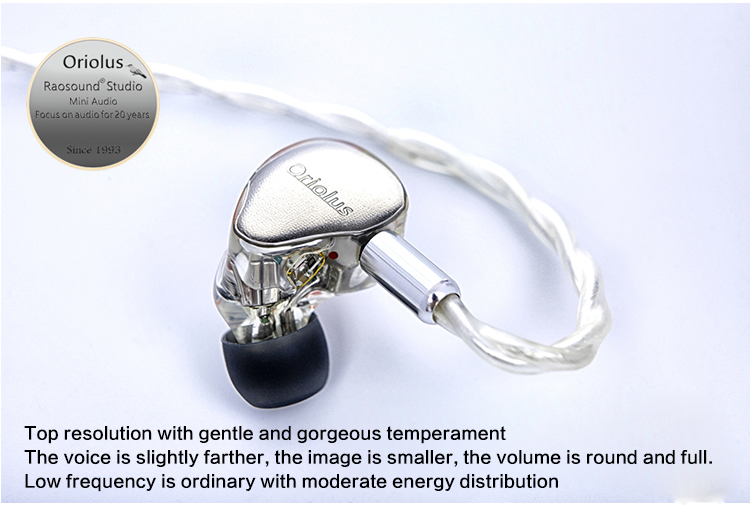 Oriolus
Raosound® Studio
Mini Audio
Focus on audio for 20 years
Since 1993
Oriolus
Top resolution with gentle and gorgeous temperament
The voice is slightly farther, the image is smaller, the volume is round and full.
Low frequency is ordinary with moderate energy distribution